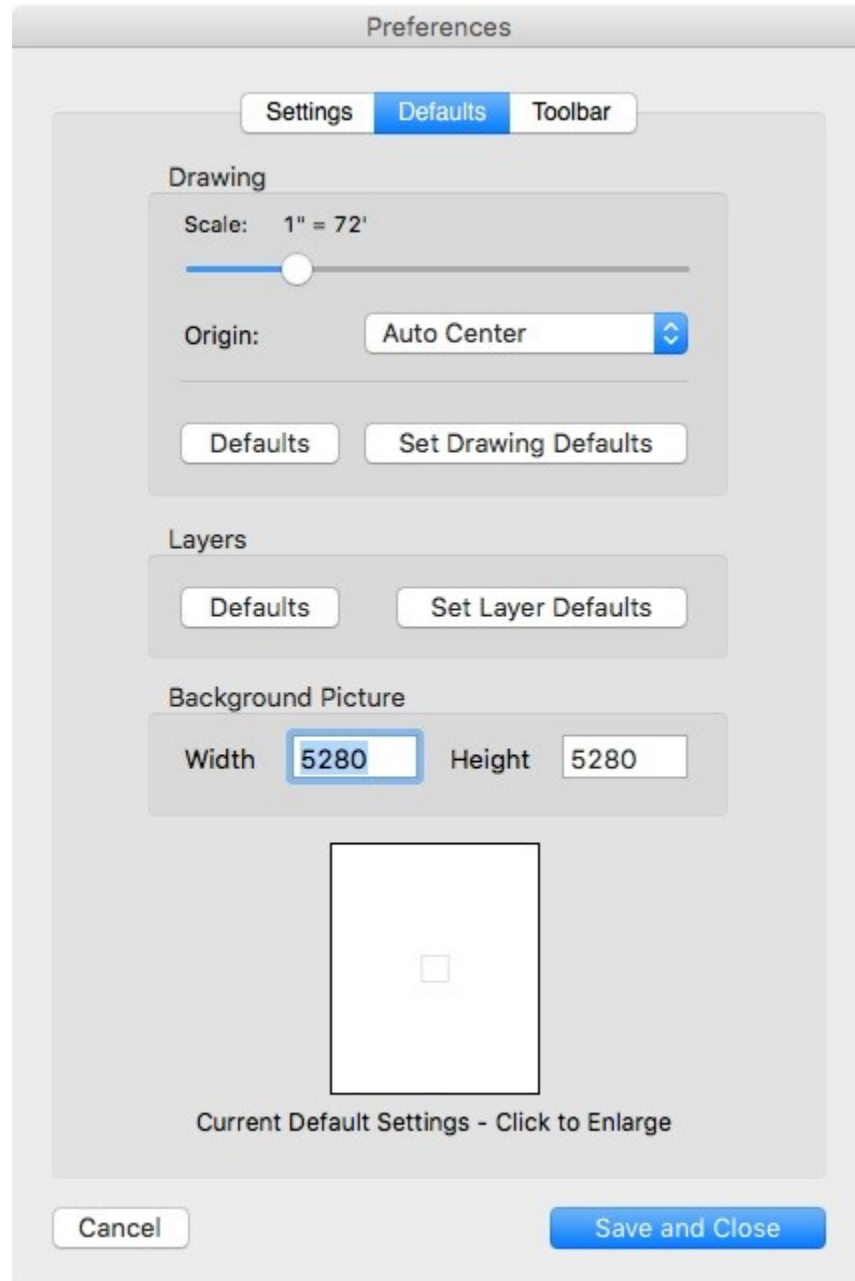 Preferences
Settings Defaults Toolbar
Drawing
Scale: 1" = 72'
Origin: Auto Center
Defaults Set Drawing Defaults
Layers
Defaults Set Layer Defaults
Background Picture
Width 5280 Height 5280
Current Default Settings - Click to Enlarge
Cancel Save and Close